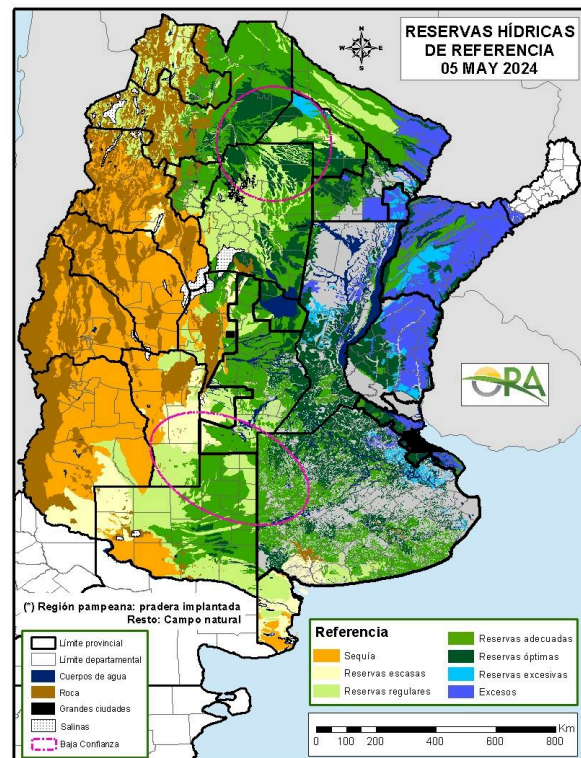 RESERVAS HÍDRICAS
DE REFERENCIA
05 MAY 2024
N
W
E
S
ORA
(*) Región pampeana: pradera implantada
Resto: Campo natural
Límite provincial
Límite departamental
Cuerpos de agua
Roca
Grandes ciudades
Salinas
Baja Confianza
Referencia
Sequía
Reservas escasas
Reservas regulares
Reservas adecuadas
Reservas óptimas
Reservas excesivas
Excesos
Km
0 100 200 400 600 800